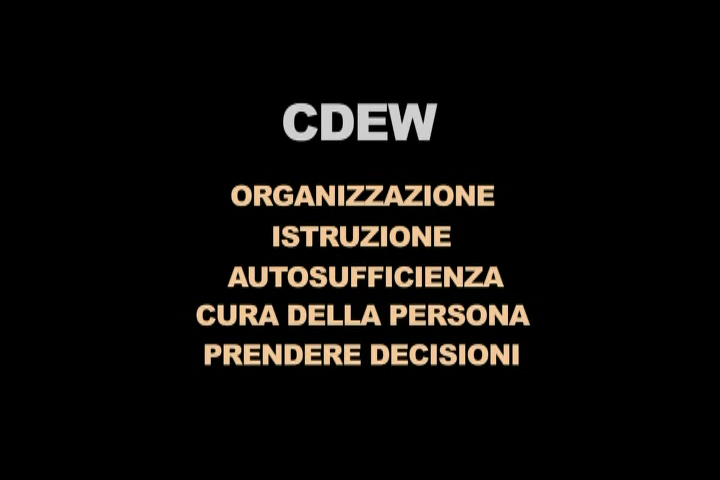 CDEW
ORGANIZZAZIONE
ISTRUZIONE
AUTOSUFFICIENZA
CURA DELLA PERSONA
PRENDERE DECISIONI